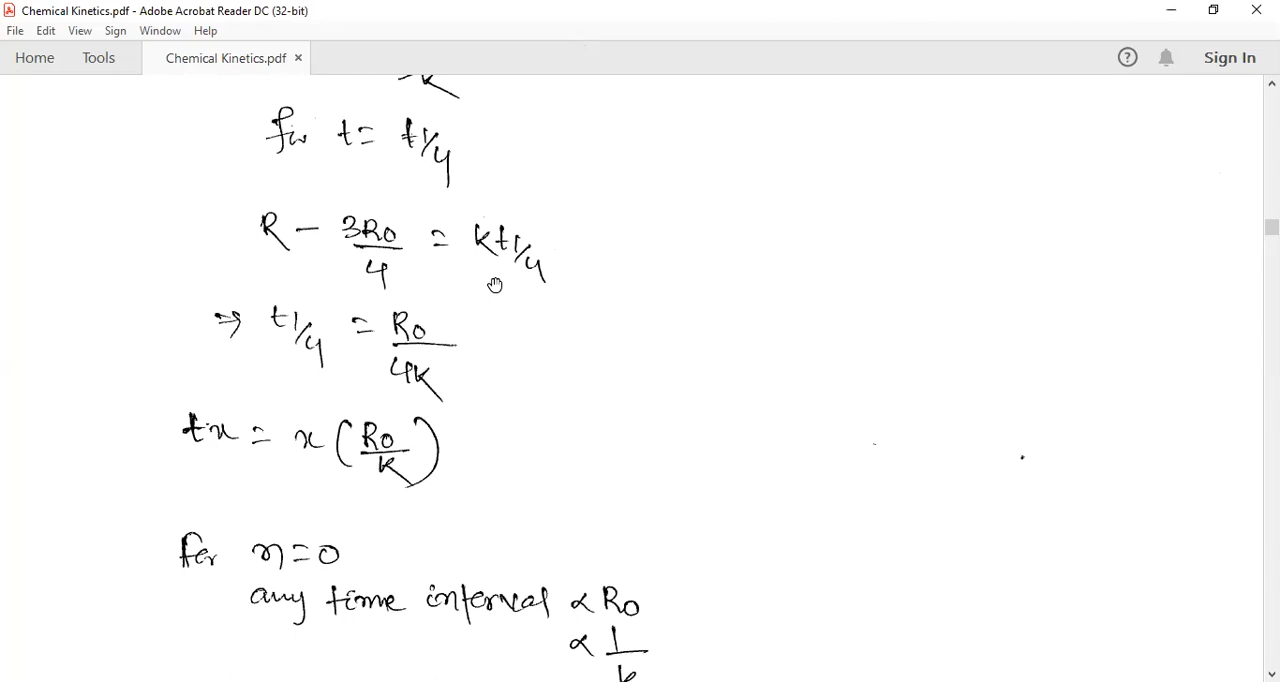 Chemical Kinetics.pdf - Adobe Acrobat Reader DC (32-bit)
File Edit View Sign Window Help
Home Tools Chemical Kinetics.pdf × Sign In
for t = t1/4
R - 3R0/4 = kt1/4
⇒ t1/4 = R0/4k
tx = x (R0/k)
For n=0
any time interval ∝ R0
∝ 1/k